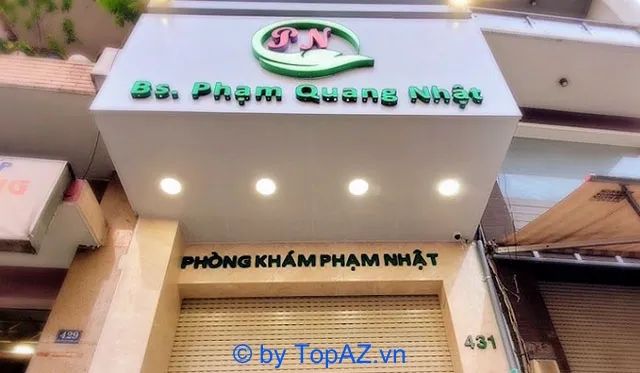 PN
Bs. Phạm Quang Nhật
PHÒNG KHÁM PHẠM NHẬT
429
431
© by TopAZ.vn